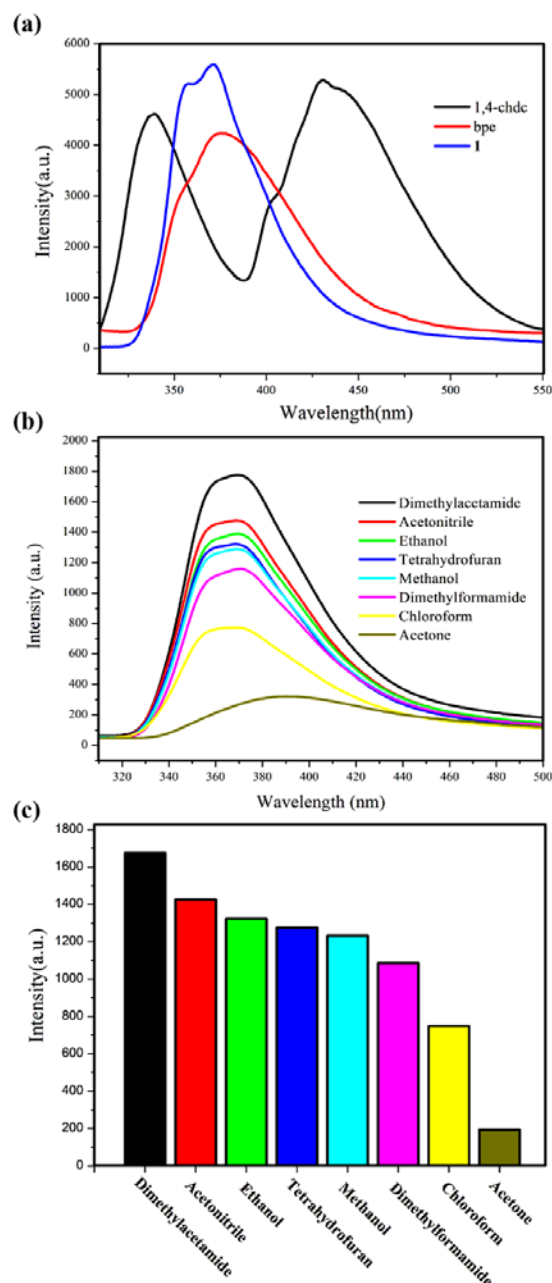 (a)
6000
5000
4000
3000
2000
1000
0
Intensity(a.u.)
1,4-chdc
bpe
1
350 400 450 500 550
Wavelength(nm)
(b)
2000
1800
1600
1400
1200
1000
800
600
400
200
0
Intensity (a.u.)
Dimethylacetamide
Acetonitrile
Ethanol
Tetrahydrofuran
Methanol
Dimethylformamide
Chloroform
Acetone
320 340 360 380 400 420 440 460 480 500
Wavelength (nm)
(c)
1800
1600
1400
1200
1000
800
600
400
200
0
Intensity(a.u.)
Dimethylacetamide
Acetonitrile
Ethanol
Tetrahydrofuran
Methanol
Dimethylformamide
Chloroform
Acetone